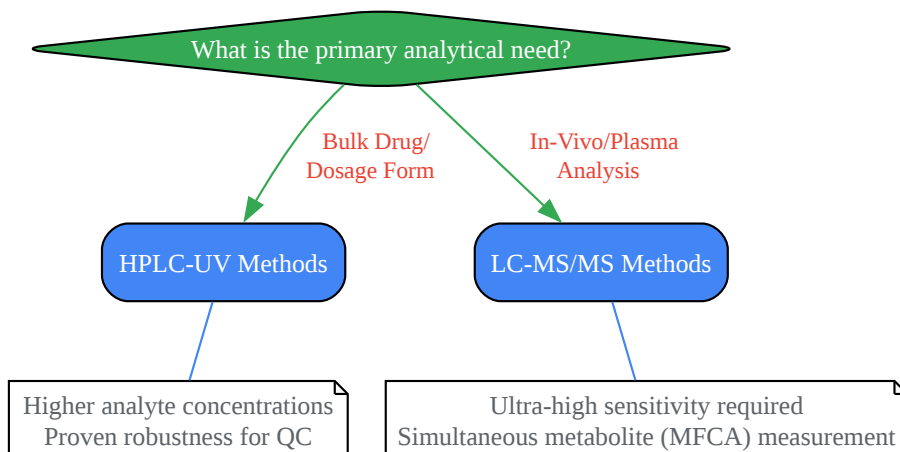 What is the primary analytical need?
Bulk Drug/
Dosage Form
In-Vivo/Plasma
Analysis
HPLC-UV Methods
LC-MS/MS Methods
Higher analyte concentrations
Proven robustness for QC
Ultra-high sensitivity required
Simultaneous metabolite (MFCA) measurement